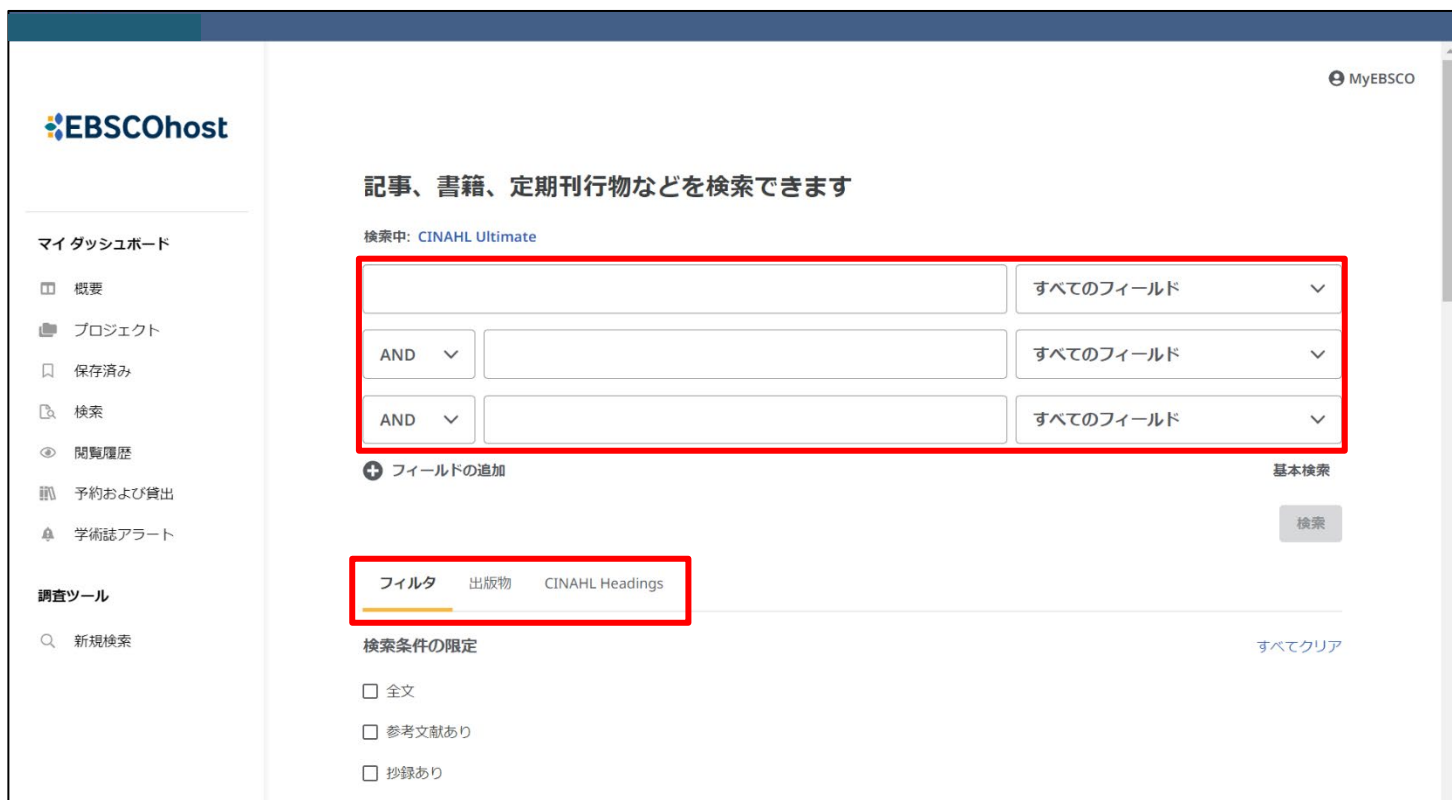 MyEBSCO
EBSCOhost
マイ ダッシュボード
概要
プロジェクト
保存済み
検索
閲覧履歴
予約および貸出
学術誌アラート
調査ツール
新規検索
記事、書籍、定期刊行物などを検索できます
検索中: CINAHL Ultimate
すべてのフィールド
AND すべてのフィールド
AND すべてのフィールド
フィールドの追加 基本検索
検索
フィルタ 出版物 CINAHL Headings
検索条件の限定 すべてクリア
全文
参考文献あり
抄録あり